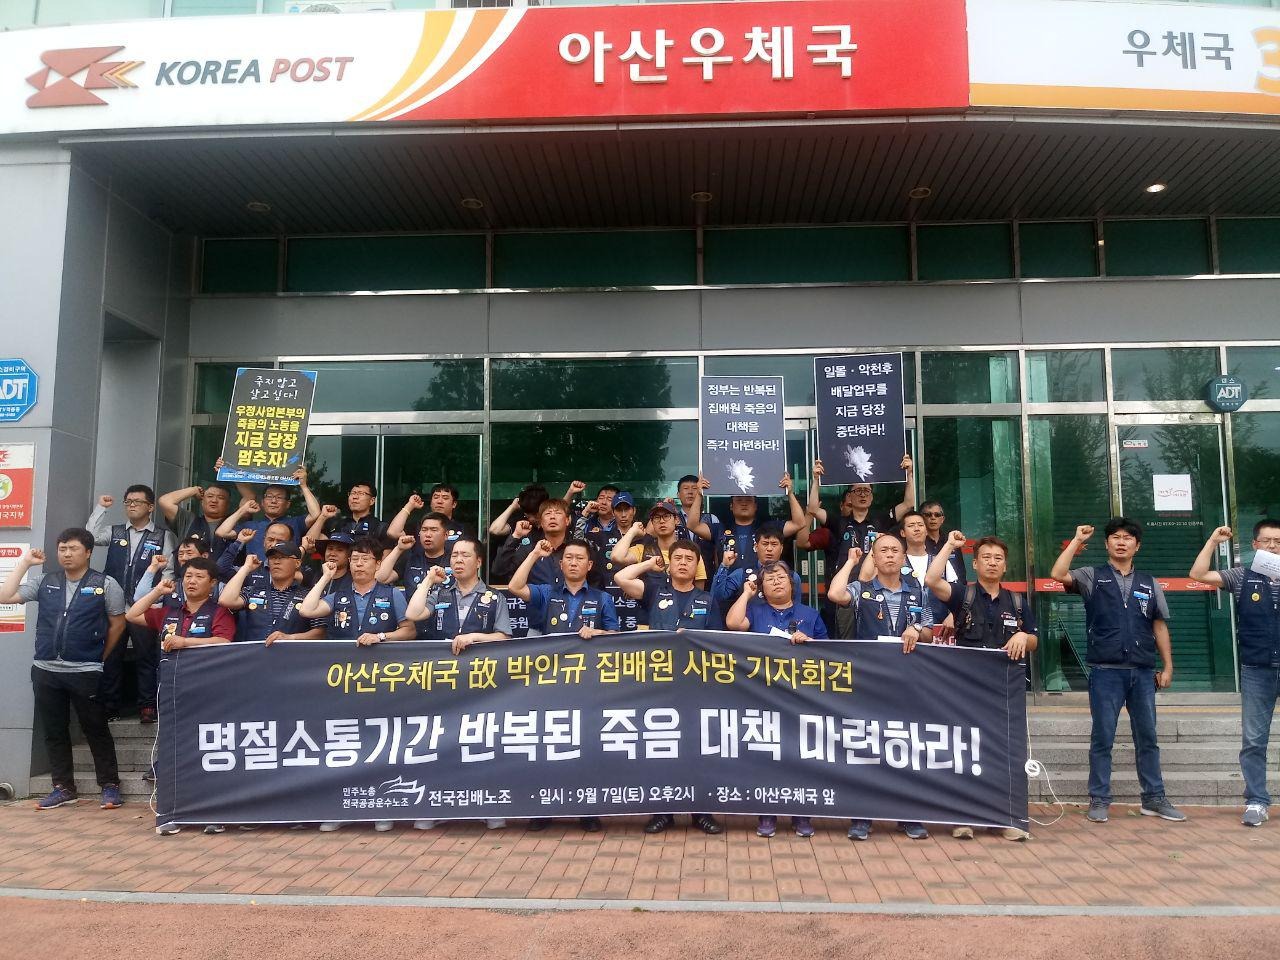 KOREA POST
아산우체국
우체국
죽지않고
살고싶다!
우정사업본부의
죽음의 노동을
지금 당장
멈추자!
정부는 반복된
집배원 죽음의
대책을
즉각 마련하라!
일몰 · 악천후
배달업무를
지금 당장
중단하라!
ADT
ADT
아산우체국 故 박인규 집배원 사망 기자회견
명절소통기간 반복된 죽음 대책 마련하라!
민주노총
전국공공운수노조
전국집배노조
· 일시 : 9월 7일(토) 오후2시
· 장소 : 아산우체국 앞